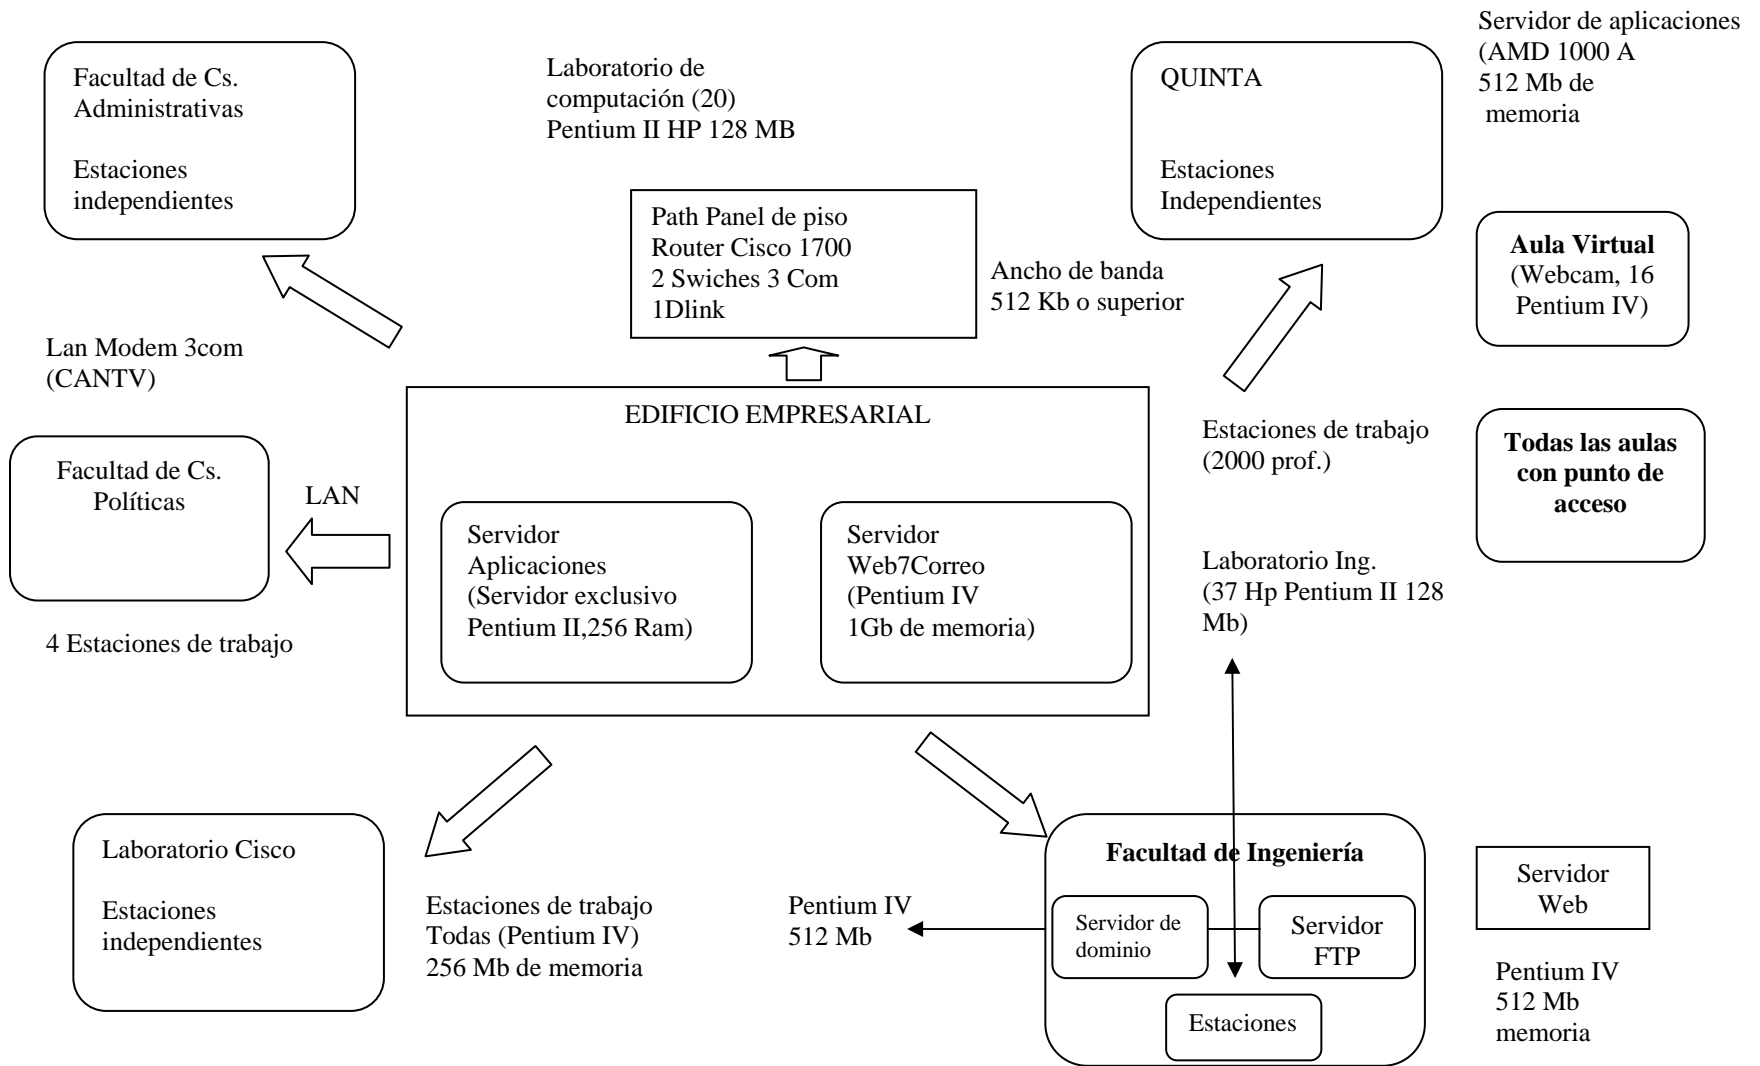 Servidor de aplicaciones
(AMD 1000 A
512 Mb de
memoria
Facultad de Cs.
Administrativas
Estaciones
independientes
Laboratorio de
computación (20)
Pentium II HP 128 MB
QUINTA
Estaciones
Independientes
Path Panel de piso
Router Cisco 1700
2 Swiches 3 Com
1Dlink
Ancho de banda
512 Kb o superior
Aula Virtual
(Webcam, 16
Pentium IV)
Lan Modem 3com
(CANTV)
EDIFICIO EMPRESARIAL
Estaciones de trabajo
(2000 prof.)
Todas las aulas
con punto de
acceso
Facultad de Cs.
Políticas
LAN
Servidor
Aplicaciones
(Servidor exclusivo
Pentium II,256 Ram)
Servidor
Web7Correo
(Pentium IV
1Gb de memoria)
Laboratorio Ing.
(37 Hp Pentium II 128
Mb)
4 Estaciones de trabajo
Laboratorio Cisco
Estaciones
independientes
Estaciones de trabajo
Todas (Pentium IV)
256 Mb de memoria
Pentium IV
512 Mb
Facultad de Ingeniería
Servidor de
dominio
Servidor
FTP
Estaciones
Servidor
Web
Pentium IV
512 Mb
memoria